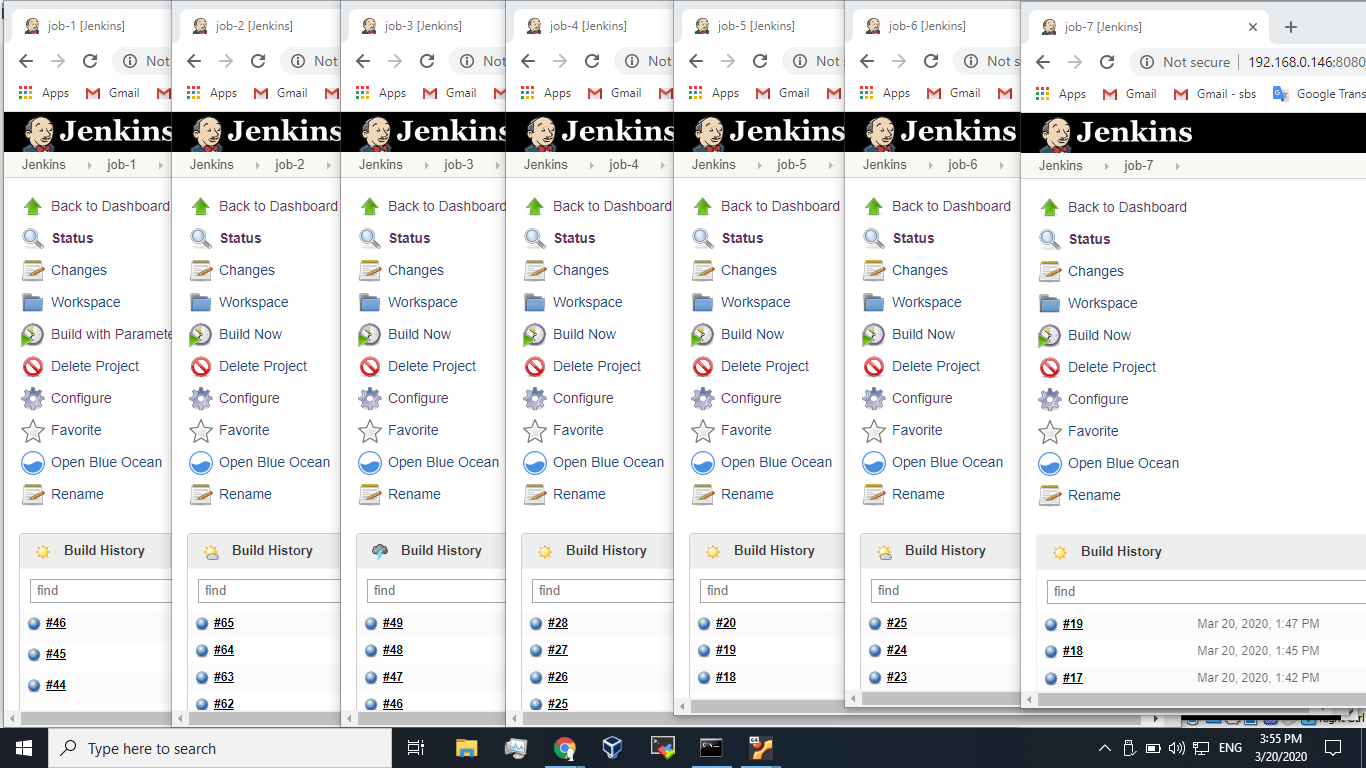 job-1 [Jenkins]
Not
Apps Gmail
Jenkins
Jenkins job-1
Back to Dashboard
Status
Changes
Workspace
Build with Paramete
Delete Project
Configure
Favorite
Open Blue Ocean
Rename
Build History
find
#46
#45
#44
job-2 [Jenkins]
Not
Apps Gmail
Jenkins
Jenkins job-2
Back to Dashboard
Status
Changes
Workspace
Build Now
Delete Project
Configure
Favorite
Open Blue Ocean
Rename
Build History
find
#65
#64
#63
#62
job-3 [Jenkins]
Not
Apps Gmail
Jenkins
Jenkins job-3
Back to Dashboard
Status
Changes
Workspace
Build Now
Delete Project
Configure
Favorite
Open Blue Ocean
Rename
Build History
find
#49
#48
#47
#46
job-4 [Jenkins]
Not
Apps Gmail
Jenkins
Jenkins job-4
Back to Dashboard
Status
Changes
Workspace
Build Now
Delete Project
Configure
Favorite
Open Blue Ocean
Rename
Build History
find
#28
#27
#26
#25
job-5 [Jenkins]
Not s
Apps Gmail
Jenkins
Jenkins job-5
Back to Dashboard
Status
Changes
Workspace
Build Now
Delete Project
Configure
Favorite
Open Blue Ocean
Rename
Build History
find
#20
#19
#18
job-6 [Jenkins]
Not s
Apps Gmail
Jenkins
Jenkins job-6
Back to Dashboard
Status
Changes
Workspace
Build Now
Delete Project
Configure
Favorite
Open Blue Ocean
Rename
Build History
find
#25
#24
#23
job-7 [Jenkins]
Not secure 192.168.0.146:8080
Apps Gmail Gmail - sbs Google Trans
Jenkins
Jenkins job-7
Back to Dashboard
Status
Changes
Workspace
Build Now
Delete Project
Configure
Favorite
Open Blue Ocean
Rename
Build History
find
#19 Mar 20, 2020, 1:47 PM
#18 Mar 20, 2020, 1:45 PM
#17 Mar 20, 2020, 1:42 PM
Type here to search
64
ENG
3:55 PM
3/20/2020